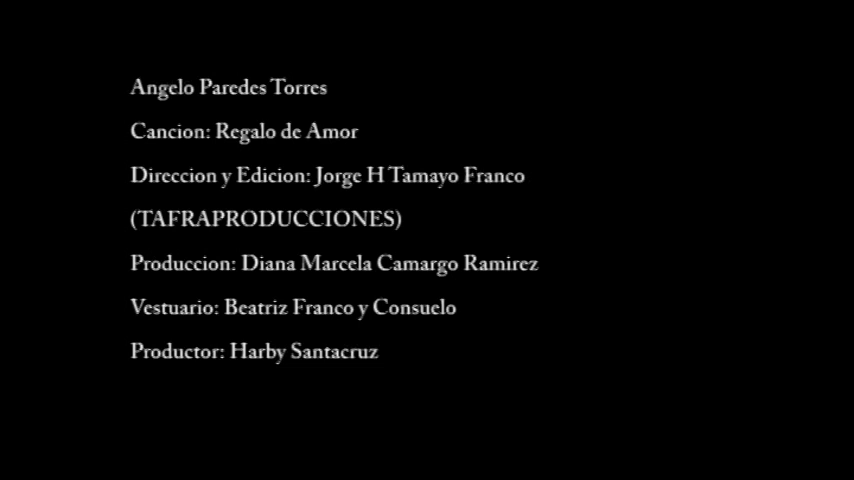 Angelo Paredes Torres
Cancion: Regalo de Amor
Direccion y Edicion: Jorge H Tamayo Franco
(TAFRAPRODUCCIONES)
Produccion: Diana Marcela Camargo Ramirez
Vestuario: Beatriz Franco y Consuelo
Productor: Harby Santacruz